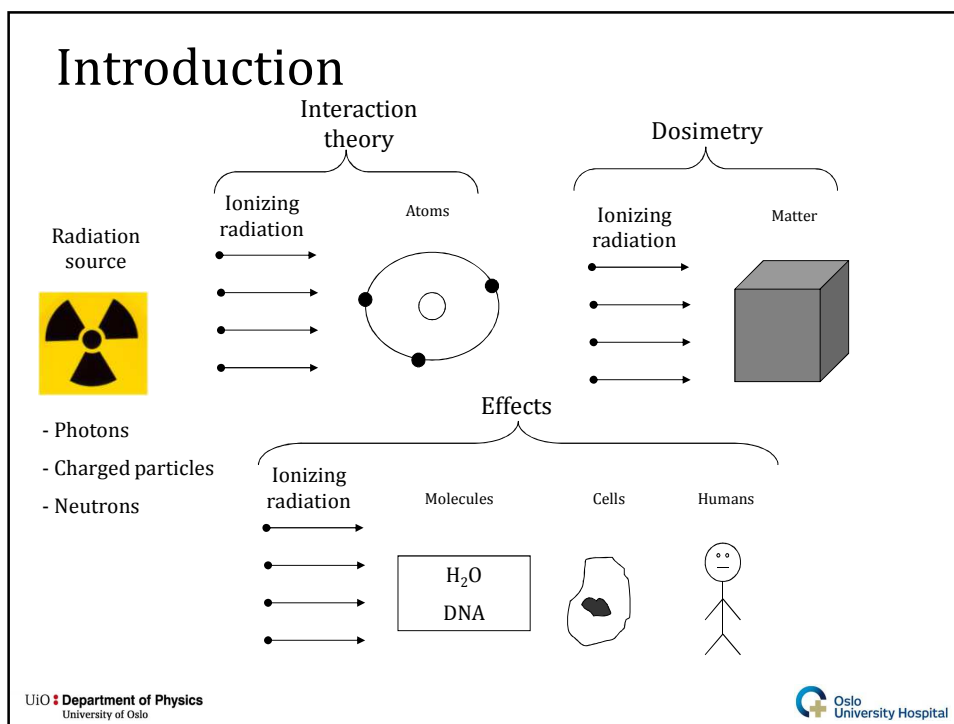 Introduction
Interaction
theory
Dosimetry
Ionizing
radiation
Atoms
Ionizing
radiation
Matter
Radiation
source
Effects
- Photons
- Charged particles
- Neutrons
Ionizing
radiation
Molecules
Cells
Humans
H₂O
DNA
UiO Department of Physics
University of Oslo
Oslo
University Hospital